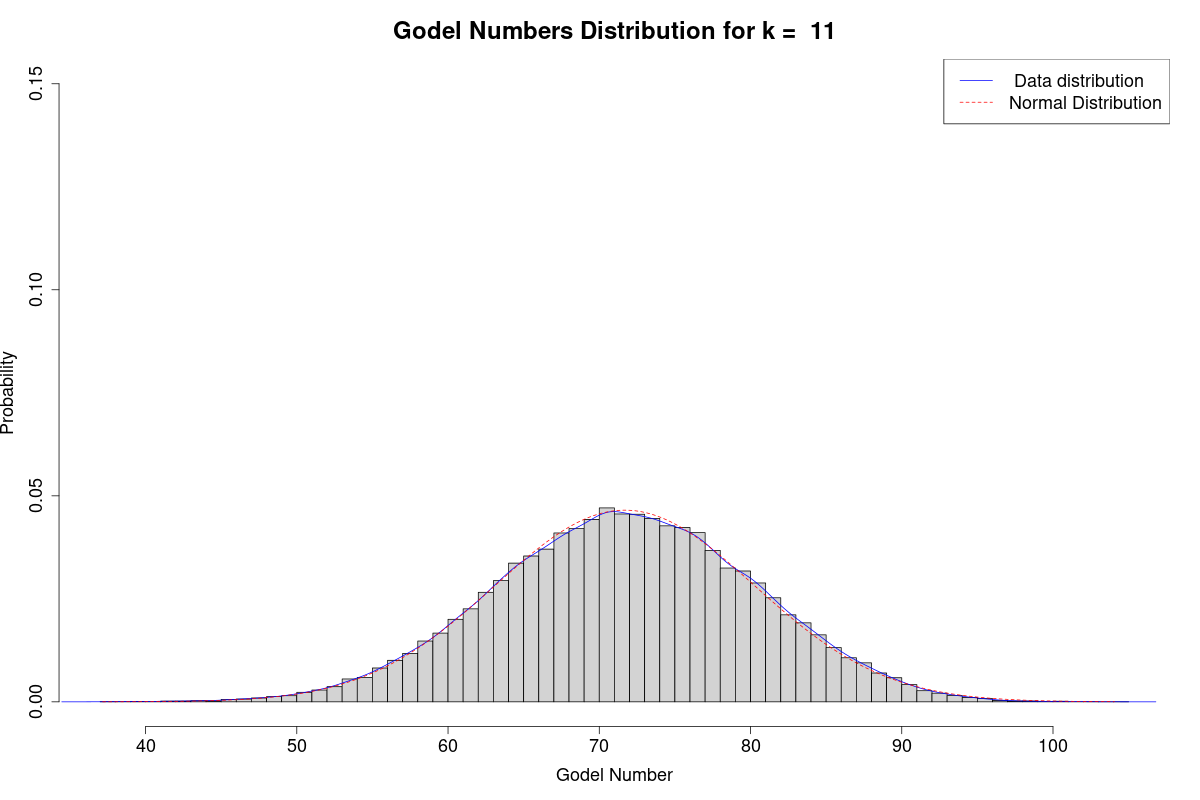 Godel Numbers Distribution for k =  11
Data distribution
Normal Distribution
Probability
0.15
0.10
0.05
0.00
40 50 60 70 80 90 100
Godel Number